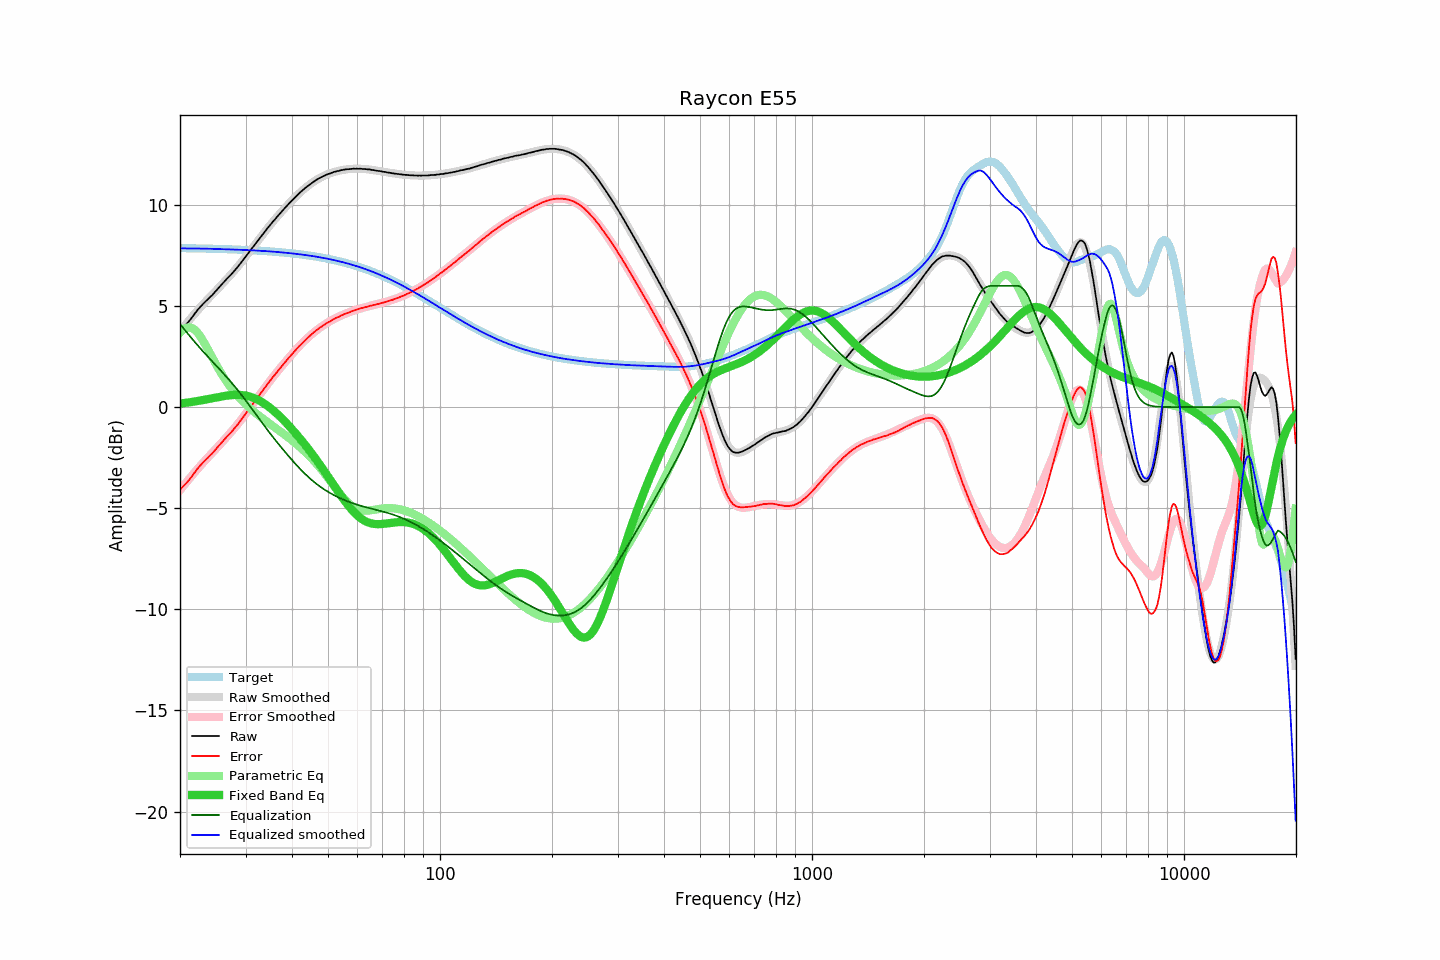 Raycon E55
Amplitude (dBr)
10
5
0
−5
−10
−15
−20
Target
Raw Smoothed
Error Smoothed
Raw
Error
Parametric Eq
Fixed Band Eq
Equalization
Equalized smoothed
100
1000
10000
Frequency (Hz)